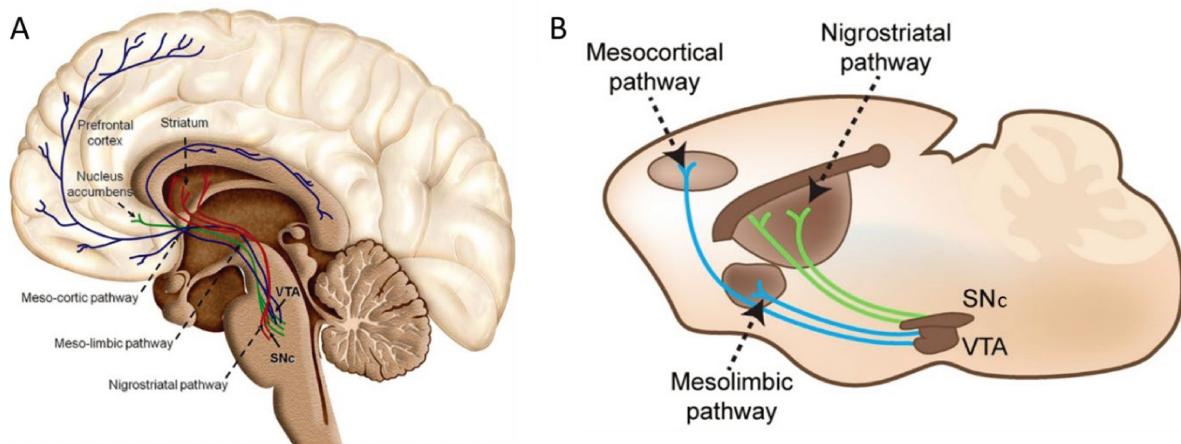 A
Prefrontal
cortex
Striatum
Nucleus
accumbens
Meso-cortic pathway
VTA
Meso-limbic pathway
SNc
Nigrostriatal pathway
B
Mesocortical
pathway
Nigrostriatal
pathway
SNc
VTA
Mesolimbic
pathway